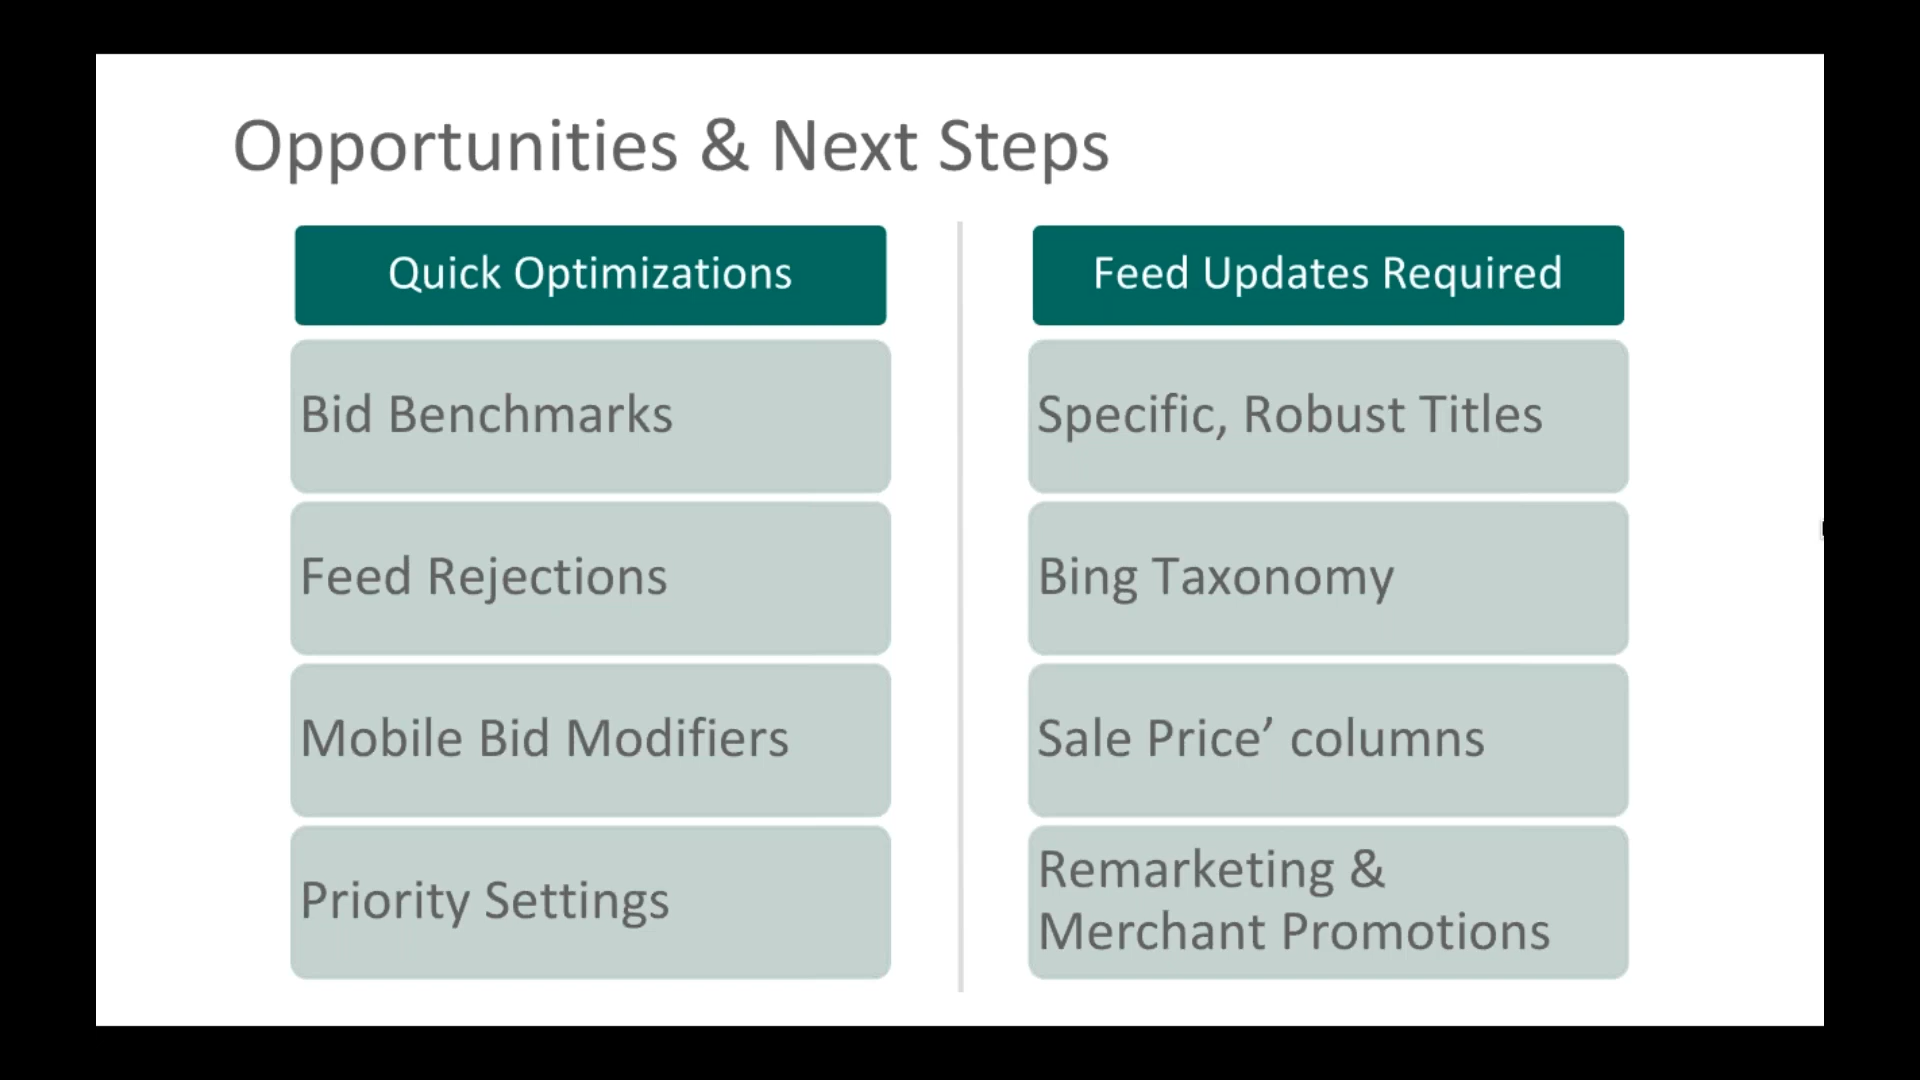 Opportunities & Next Steps
Quick Optimizations
Bid Benchmarks
Feed Rejections
Mobile Bid Modifiers
Priority Settings
Feed Updates Required
Specific, Robust Titles
Bing Taxonomy
Sale Price’ columns
Remarketing &
Merchant Promotions